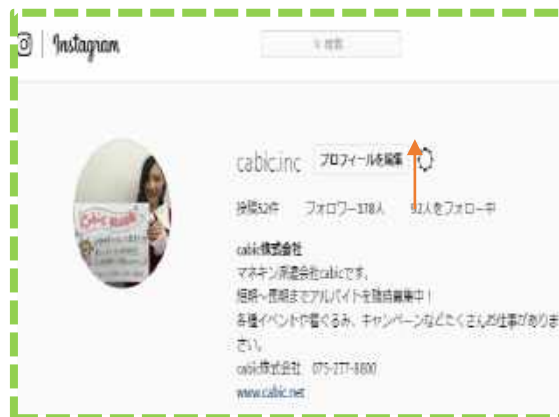 Instagram
検索
cabic.inc プロフィールを編集
投稿52件 フォロワー378人 92人をフォロー中
cabic株式会社
マネキン派遣会社cabicです。
短期~長期までアルバイトを随時募集中!
各種イベントや着ぐるみ、キャンペーンなどたくさんお仕事がありま
さい。
cabic株式会社 075-277-8800
www.cabic.net